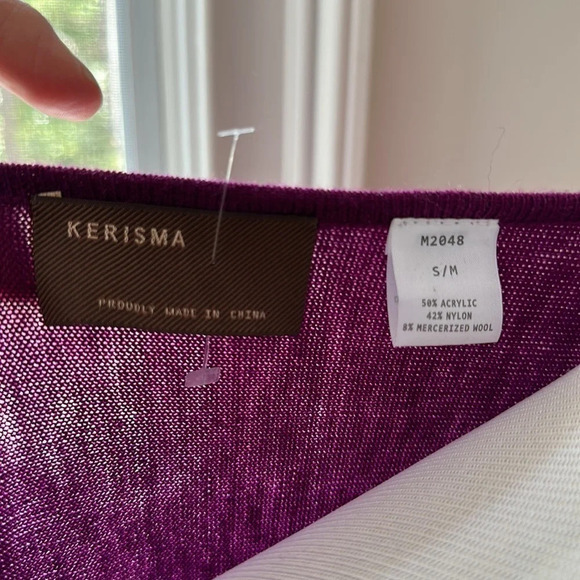 KERISMA
PROUDLY MADE IN CHINA
M2048
S/M
50% ACRYLIC
42% NYLON
8% MERCERIZED WOOL